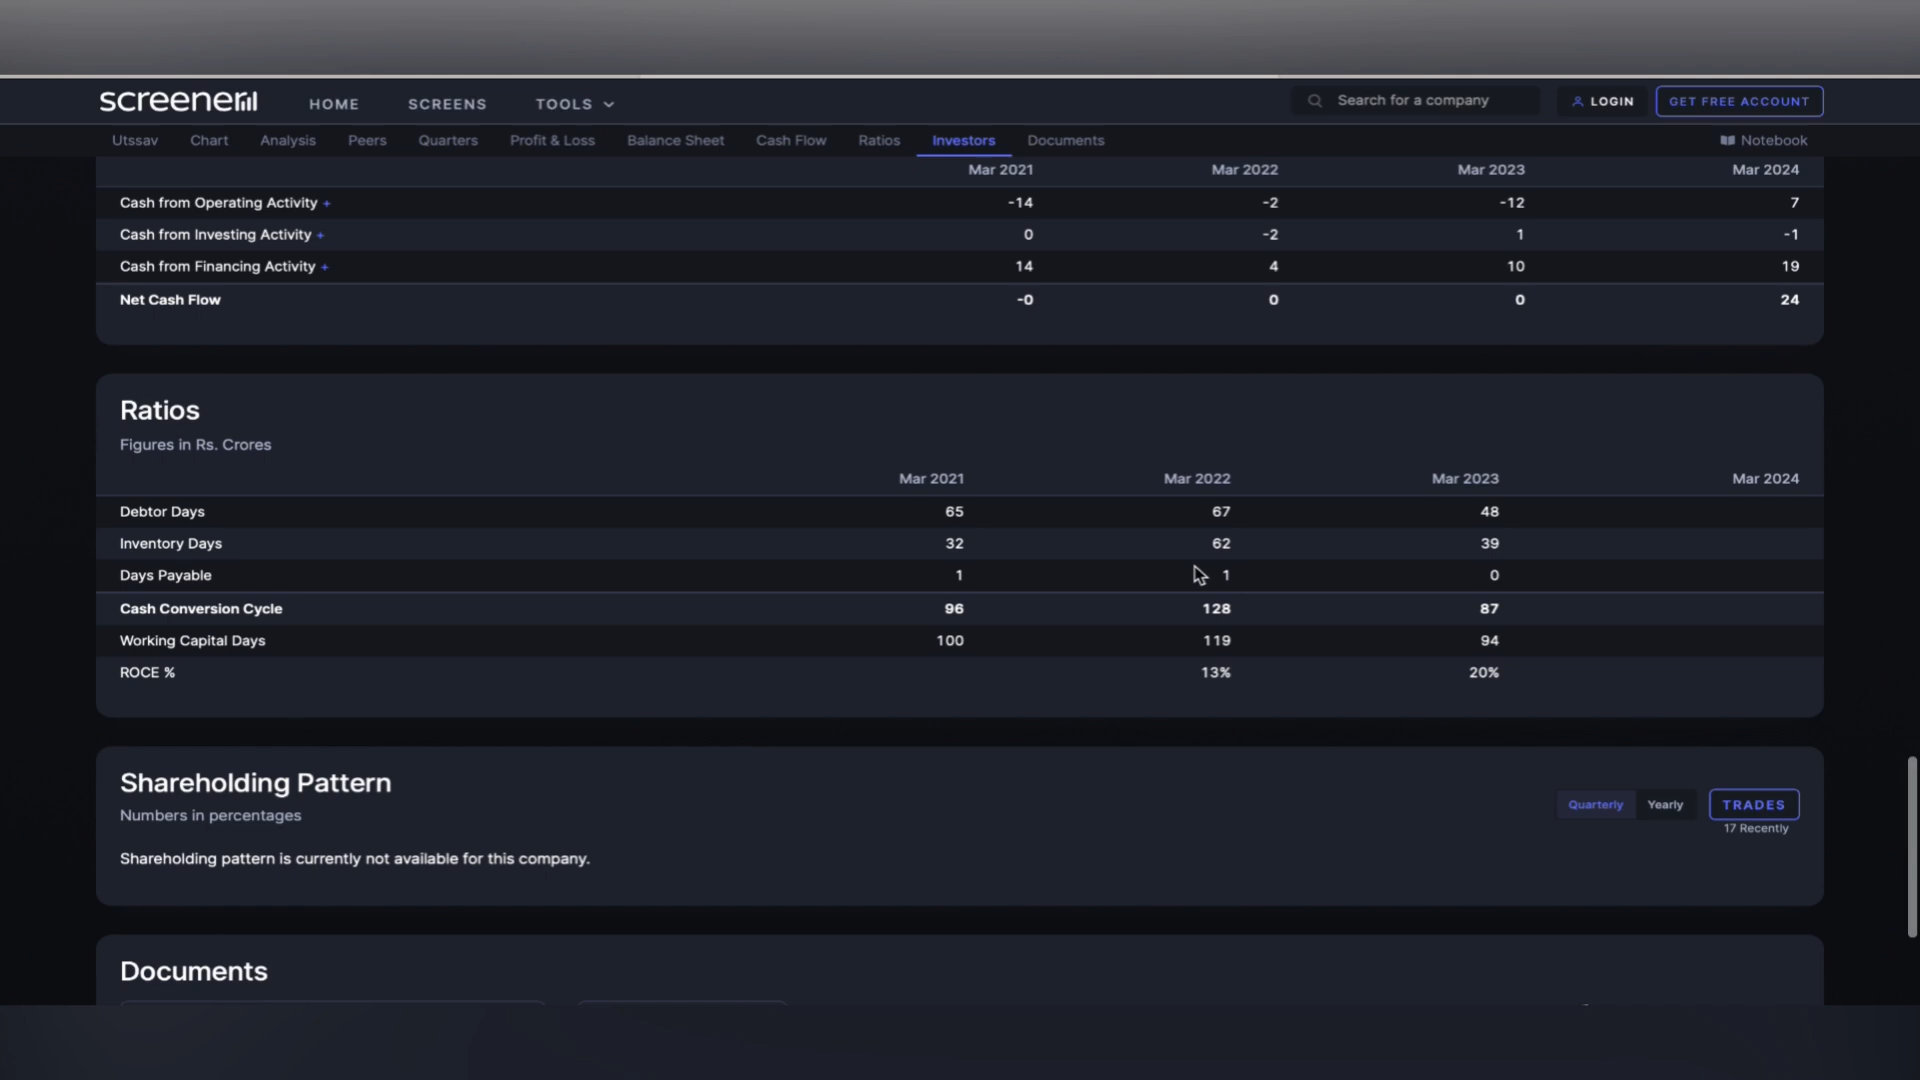 screener
HOME SCREENS TOOLS
Search for a company
LOGIN
GET FREE ACCOUNT
Utssav Chart Analysis Peers Quarters Profit & Loss Balance Sheet Cash Flow Ratios Investors Documents Notebook
Mar 2021 Mar 2022 Mar 2023 Mar 2024
Cash from Operating Activity + -14 -2 -12 7
Cash from Investing Activity + 0 -2 1 -1
Cash from Financing Activity + 14 4 10 19
Net Cash Flow -0 0 0 24
Ratios
Figures in Rs. Crores
Mar 2021 Mar 2022 Mar 2023 Mar 2024
Debtor Days 65 67 48
Inventory Days 32 62 39
Days Payable 1 1 0
Cash Conversion Cycle 96 128 87
Working Capital Days 100 119 94
ROCE % 13% 20%
Shareholding Pattern
Numbers in percentages
Quarterly Yearly TRADES
17 Recently
Shareholding pattern is currently not available for this company.
Documents